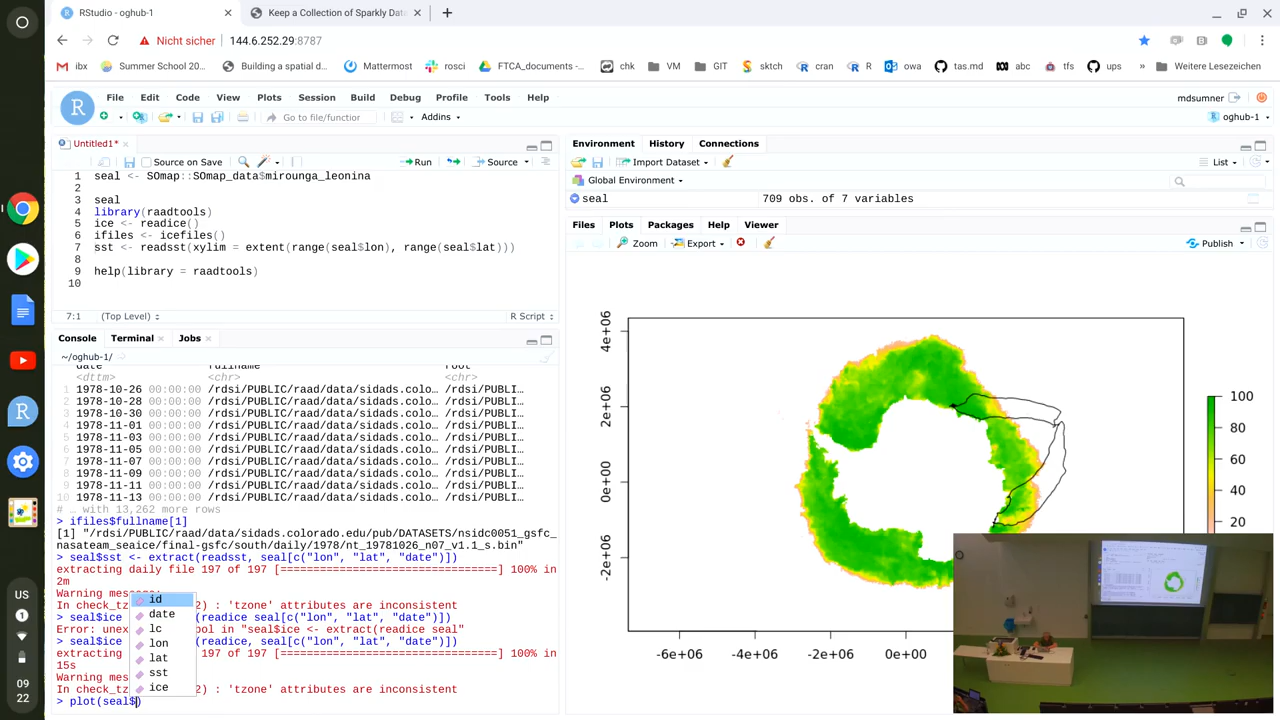 RStudio - oghub-1
Keep a Collection of Sparkly Dat
Nicht sicher 144.6.252.29:8787
ibx Summer School 20... Building a spatial d Mattermost rosci FTCA_documents -... chk VM GIT sktch cran R owa tas.md abc tfs ups » Weitere Lesezeichen
File Edit Code View Plots Session Build Debug Profile Tools Help
mdsumner
Go to file/function Addins
oghub-1
Untitled1*
Source on Save Run Source
1 seal <- SOmap::SOmap_data$mirounga_leonina
2
3 seal
4 library(raadtools)
5 ice <- readice()
6 ifiles <- icefiles()
7 sst <- readsst(xylim = extent(range(seal$lon), range(seal$lat)))
8
9 help(library = raadtools)
10
7:1 (Top Level) R Script
Console Terminal Jobs
~/oghub-1/
date fullname root
<dttm> <chr> <chr>
1 1978-10-26 00:00:00 /rdsi/PUBLIC/raad/data/sidads.colo... /rdsi/PUBLI...
2 1978-10-28 00:00:00 /rdsi/PUBLIC/raad/data/sidads.colo... /rdsi/PUBLI...
3 1978-10-30 00:00:00 /rdsi/PUBLIC/raad/data/sidads.colo... /rdsi/PUBLI...
4 1978-11-01 00:00:00 /rdsi/PUBLIC/raad/data/sidads.colo... /rdsi/PUBLI...
5 1978-11-03 00:00:00 /rdsi/PUBLIC/raad/data/sidads.colo... /rdsi/PUBLI...
6 1978-11-05 00:00:00 /rdsi/PUBLIC/raad/data/sidads.colo... /rdsi/PUBLI...
7 1978-11-07 00:00:00 /rdsi/PUBLIC/raad/data/sidads.colo... /rdsi/PUBLI...
8 1978-11-09 00:00:00 /rdsi/PUBLIC/raad/data/sidads.colo... /rdsi/PUBLI...
9 1978-11-11 00:00:00 /rdsi/PUBLIC/raad/data/sidads.colo... /rdsi/PUBLI...
10 1978-11-13 00:00:00 /rdsi/PUBLIC/raad/data/sidads.colo... /rdsi/PUBLI...
# … with 13,262 more rows
> ifiles$fullname[1]
[1] "/rdsi/PUBLIC/raad/data/sidads.colorado.edu/pub/DATASETS/nsidc0051_gsfc_
nasateam_seaice/final-gsfc/south/daily/1978/nt_19781026_n07_v1.1_s.bin"
> seal$sst <- extract(readsst, seal[c("lon", "lat", "date")])
extracting daily file 197 of 197 [================================] 100% in
2m
Warning message:
In check_tz 2) : 'tzone' attributes are inconsistent
> seal$ice (readice seal[c("lon", "lat", "date")])
Error: unex bol in "seal$ice <- extract(readice seal"
> seal$ice (readice, seal[c("lon", "lat", "date")])
extracting 197 of 197 [================================] 100% in
15s
Warning mes
In check_tz 2) : 'tzone' attributes are inconsistent
> plot(seal$)
id
date
lc
lon
lat
sst
ice
Environment History Connections
Import Dataset List
Global Environment
seal 709 obs. of 7 variables
Files Plots Packages Help Viewer
Zoom Export Publish
4e+06
2e+06
0e+00
-2e+06
-6e+06 -4e+06 -2e+06 0e+00
100
80
60
40
20
US
1
09
22